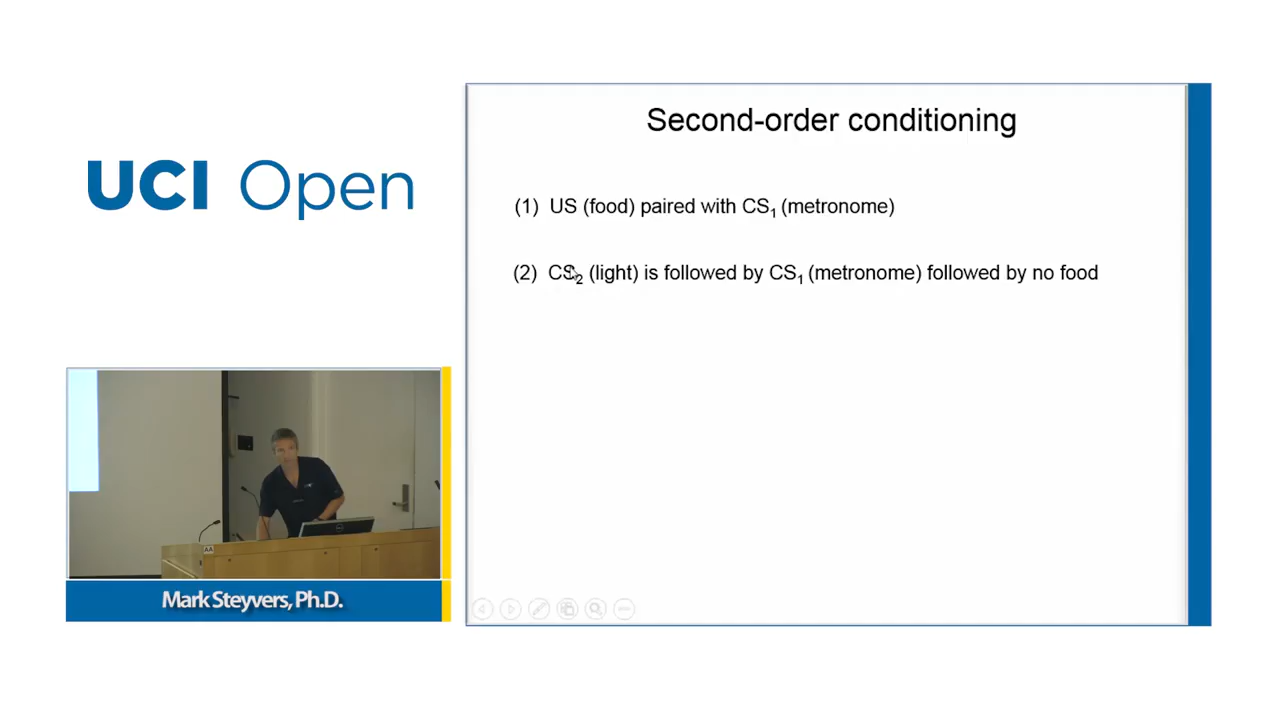 UCI Open
Second-order conditioning
(1) US (food) paired with CS1 (metronome)
(2) CS2 (light) is followed by CS1 (metronome) followed by no food
AA
Mark Steyvers, Ph.D.